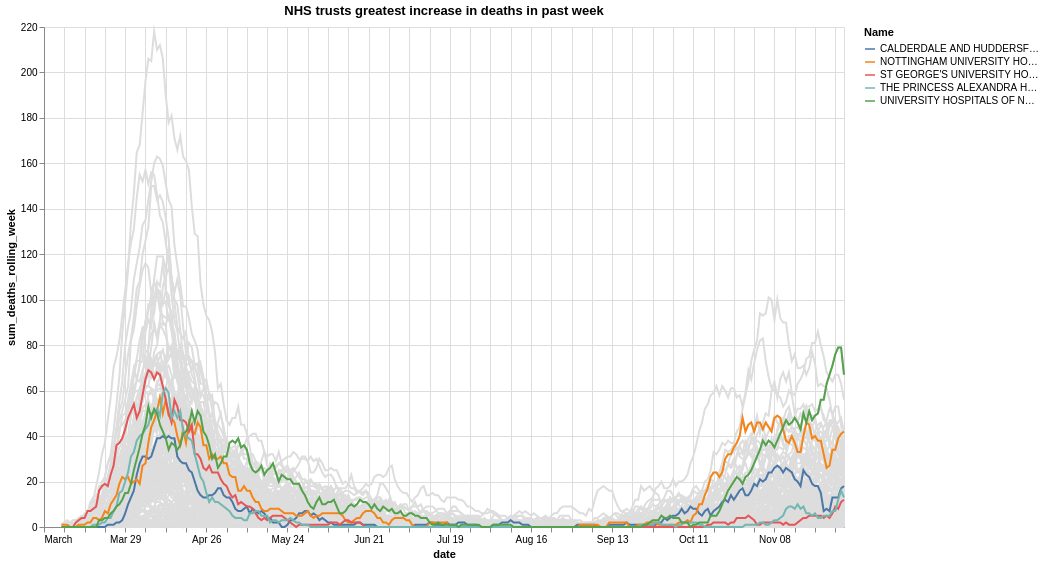 NHS trusts greatest increase in deaths in past week
220
200
180
160
140
120
100
80
60
40
20
0
sum_deaths_rolling_week
March Mar 29 Apr 26 May 24 Jun 21 Jul 19 Aug 16 Sep 13 Oct 11 Nov 08
date
Name
CALDERDALE AND HUDDERSF…
NOTTINGHAM UNIVERSITY HO…
ST GEORGE'S UNIVERSITY HO…
THE PRINCESS ALEXANDRA H…
UNIVERSITY HOSPITALS OF N…